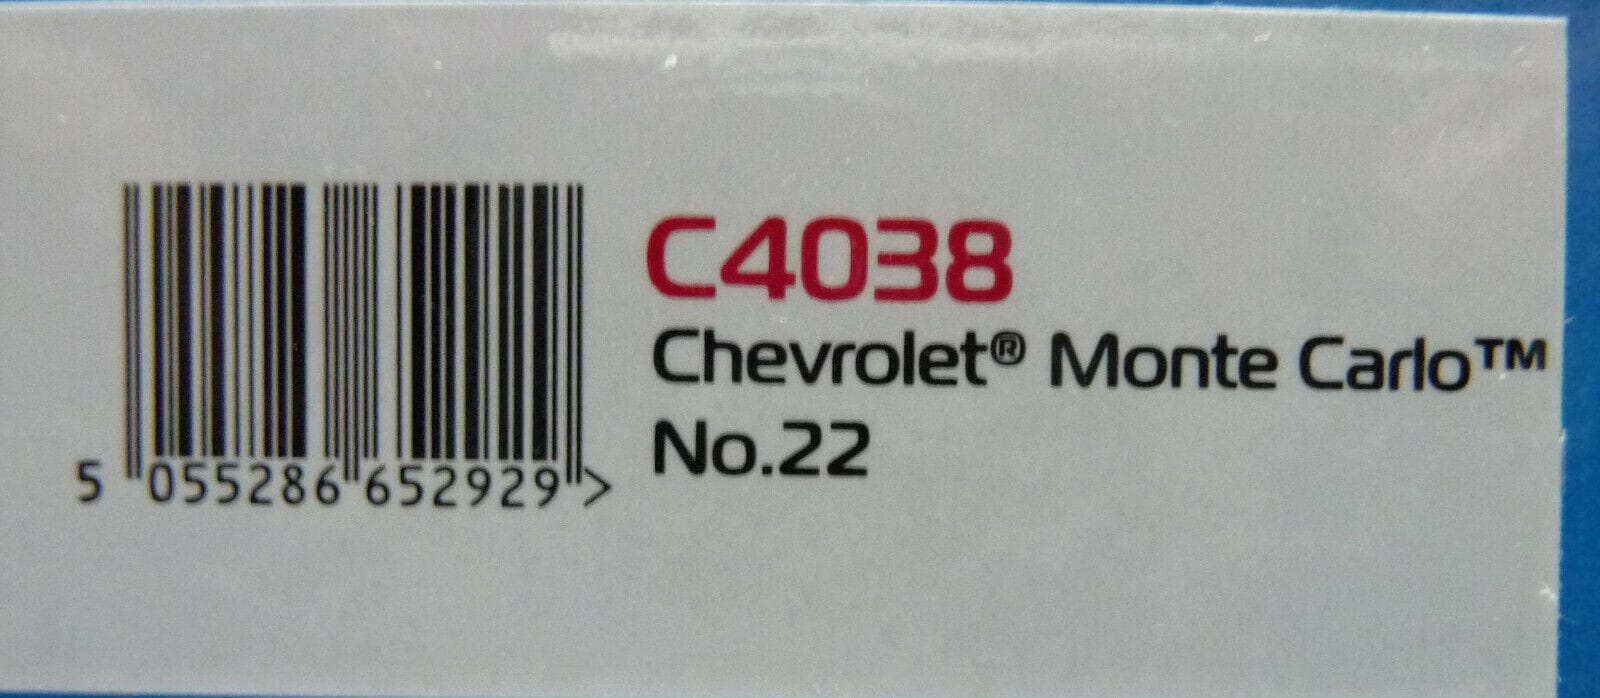 C4038
Chevrolet® Monte Carlo™
No.22
5 055286 652929 >